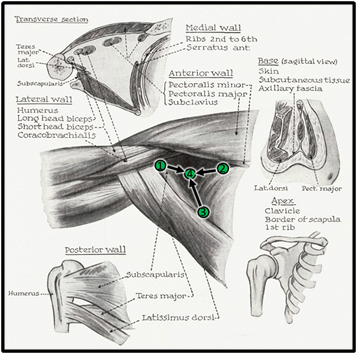 Transverse section
Medial wall
Ribs 2nd to 6th
Serratus ant.
Teres major
Lat. dorsi
Subscapularis
Anterior wall
Pectoralis minor
Pectoralis major
Subclavius
Base (sagittal view)
Skin
Subcutaneous tissue
Axillary fascia
Lateral wall
Humerus
Long head biceps
Short head biceps
Coracobrachialis
1
2
3
4
Lat. dorsi
Pect. major
Apex
Clavicle
Border of scapula
1st rib
Posterior wall
Humerus
Subscapularis
Teres major
Latissimus dorsi